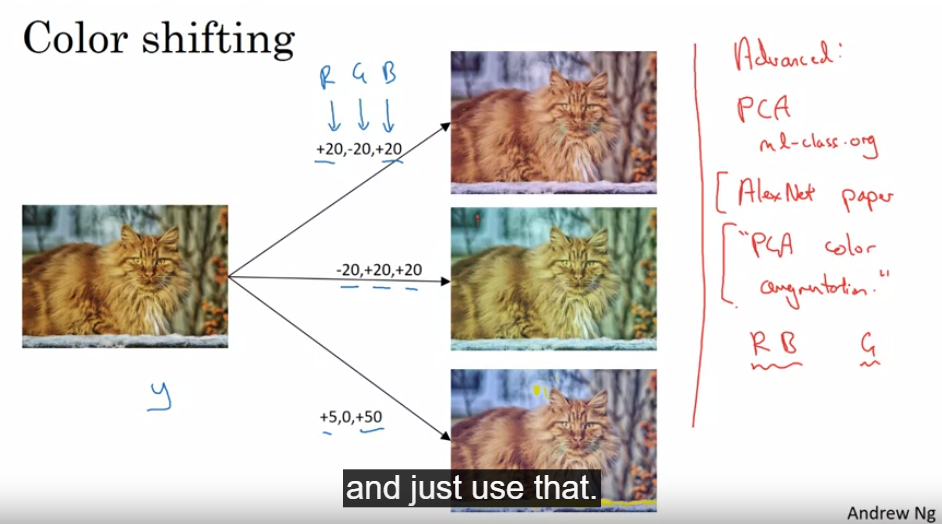 Color shifting
R G B
+20,-20,+20
-20,+20,+20
+5,0,+50
y
Advanced:
PCA
ml-class.org
AlexNet paper
"PCA color
augmentation."
R B G
and just use that.
Andrew Ng